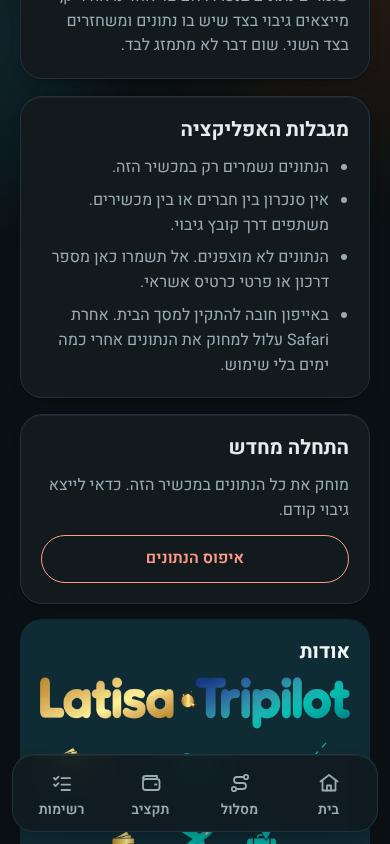 מייצאים גיבוי בצד שיש בו נתונים ומשחזרים
בצד השני. שום דבר לא מתמזג לבד.
מגבלות האפליקציה
הנתונים נשמרים רק במכשיר הזה.
אין סנכרון בין חברים או בין מכשירים.
משתפים דרך קובץ גיבוי.
הנתונים לא מוצפנים. אל תשמרו כאן מספר
דרכון או פרטי כרטיס אשראי.
באייפון חובה להתקין למסך הבית. אחרת
Safari עלול למחוק את הנתונים אחרי כמה
ימים בלי שימוש.
התחלה מחדש
מוחק את כל הנתונים במכשיר הזה. כדאי לייצא
גיבוי קודם.
איפוס הנתונים
אודות
Latisa Tripilot
בית
מסלול
תקציב
רשימות